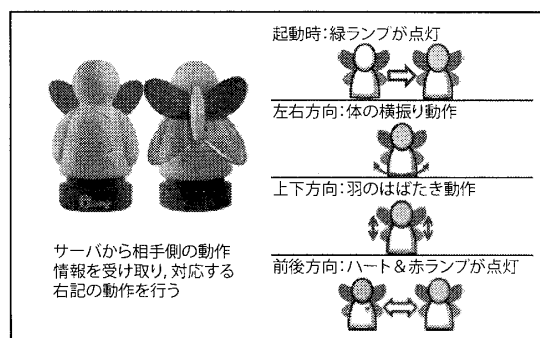 起動時:緑ランプが点灯
左右方向:体の横振り動作
上下方向:羽のはばたき動作
前後方向:ハート&赤ランプが点灯
サーバから相手側の動作
情報を受け取り,対応する
右記の動作を行う